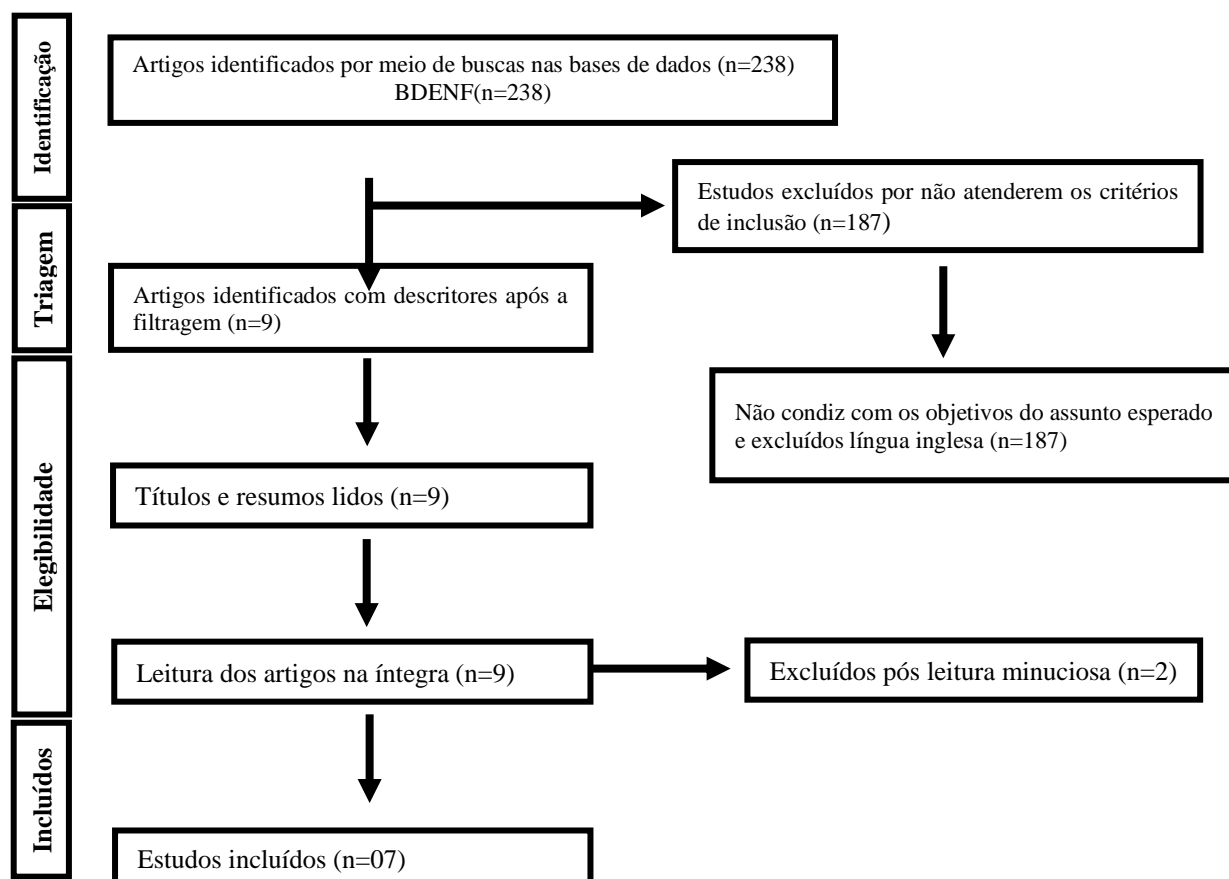 Identificação
Artigos identificados por meio de buscas nas bases de dados (n=238)
BDENF(n=238)
Estudos excluídos por não atenderem os critérios
de inclusão (n=187)
Triagem
Artigos identificados com descritores após a
filtragem (n=9)
Não condiz com os objetivos do assunto esperado
e excluídos língua inglesa (n=187)
Elegibilidade
Títulos e resumos lidos (n=9)
Leitura dos artigos na íntegra (n=9)
Excluídos pós leitura minuciosa (n=2)
Incluídos
Estudos incluídos (n=07)